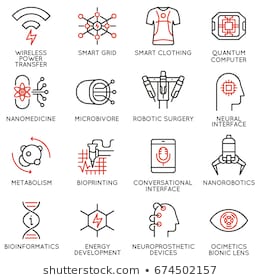 WIRELESS
POWER
TRANSFER
SMART GRID
SMART CLOTHING
QUANTUM
COMPUTER
NANOMEDICINE
MICROBIVORE
ROBOTIC SURGERY
NEURAL
INTERFACE
METABOLISM
BIOPRINTING
CONVERSATIONAL
INTERFACE
NANOROBOTICS
BIOINFORMATICS
ENERGY
DEVELOPMENT
NEUROPROSTHETIC
DEVICES
OCIMETICS
BIONIC LENS
shutterstock.com • 674502157